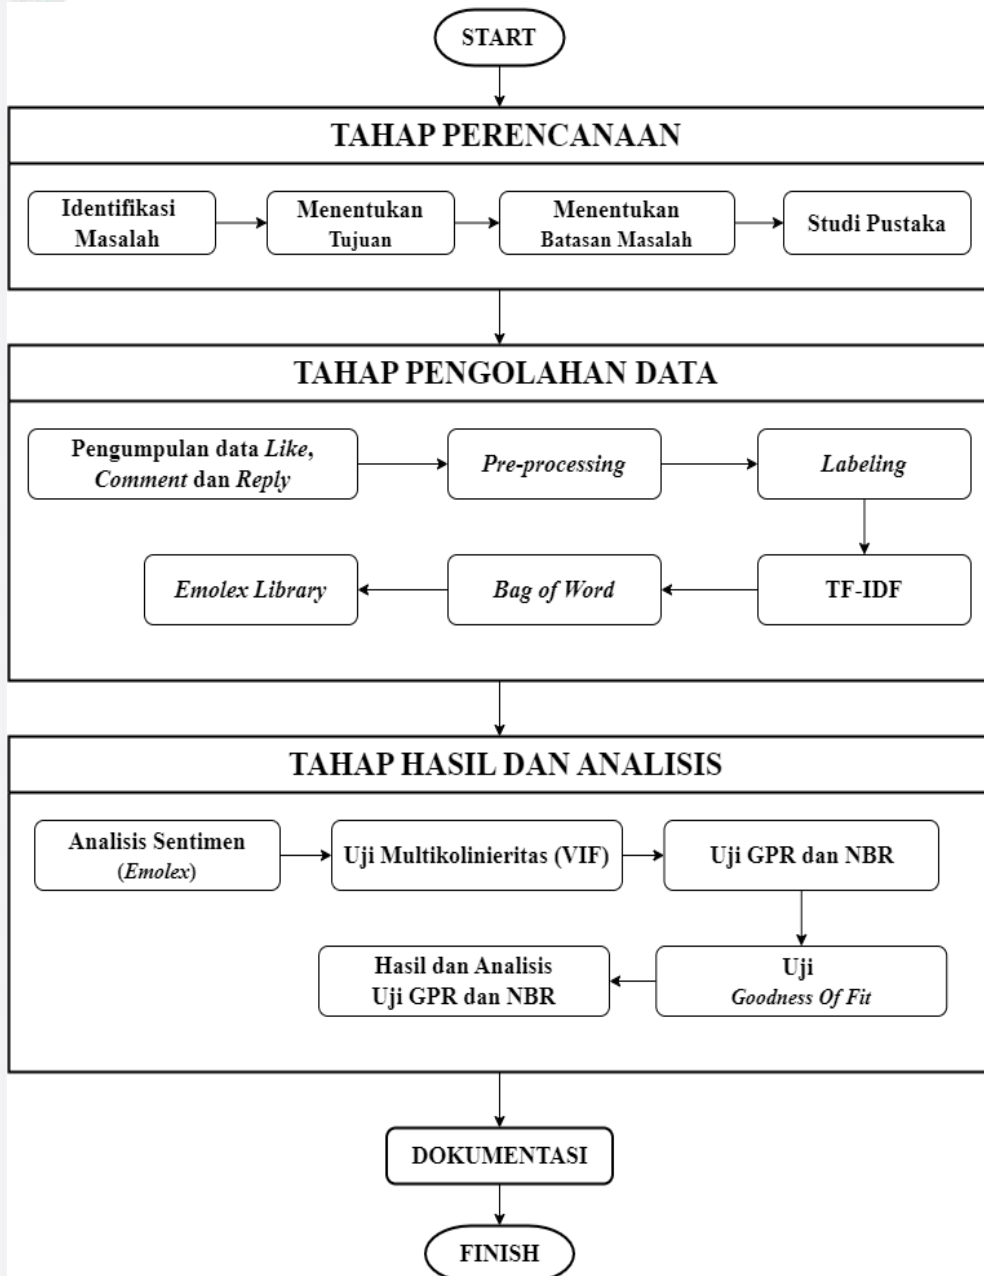 START
TAHAP PERENCANAAN
Identifikasi
Masalah
Menentukan
Tujuan
Menentukan
Batasan Masalah
Studi Pustaka
TAHAP PENGOLAHAN DATA
Pengumpulan data Like,
Comment dan Reply
Pre-processing
Labeling
TF-IDF
Bag of Word
Emolex Library
TAHAP HASIL DAN ANALISIS
Analisis Sentimen
(Emolex)
Uji Multikolinieritas (VIF)
Uji GPR dan NBR
Uji
Goodness Of Fit
Hasil dan Analisis
Uji GPR dan NBR
DOKUMENTASI
FINISH